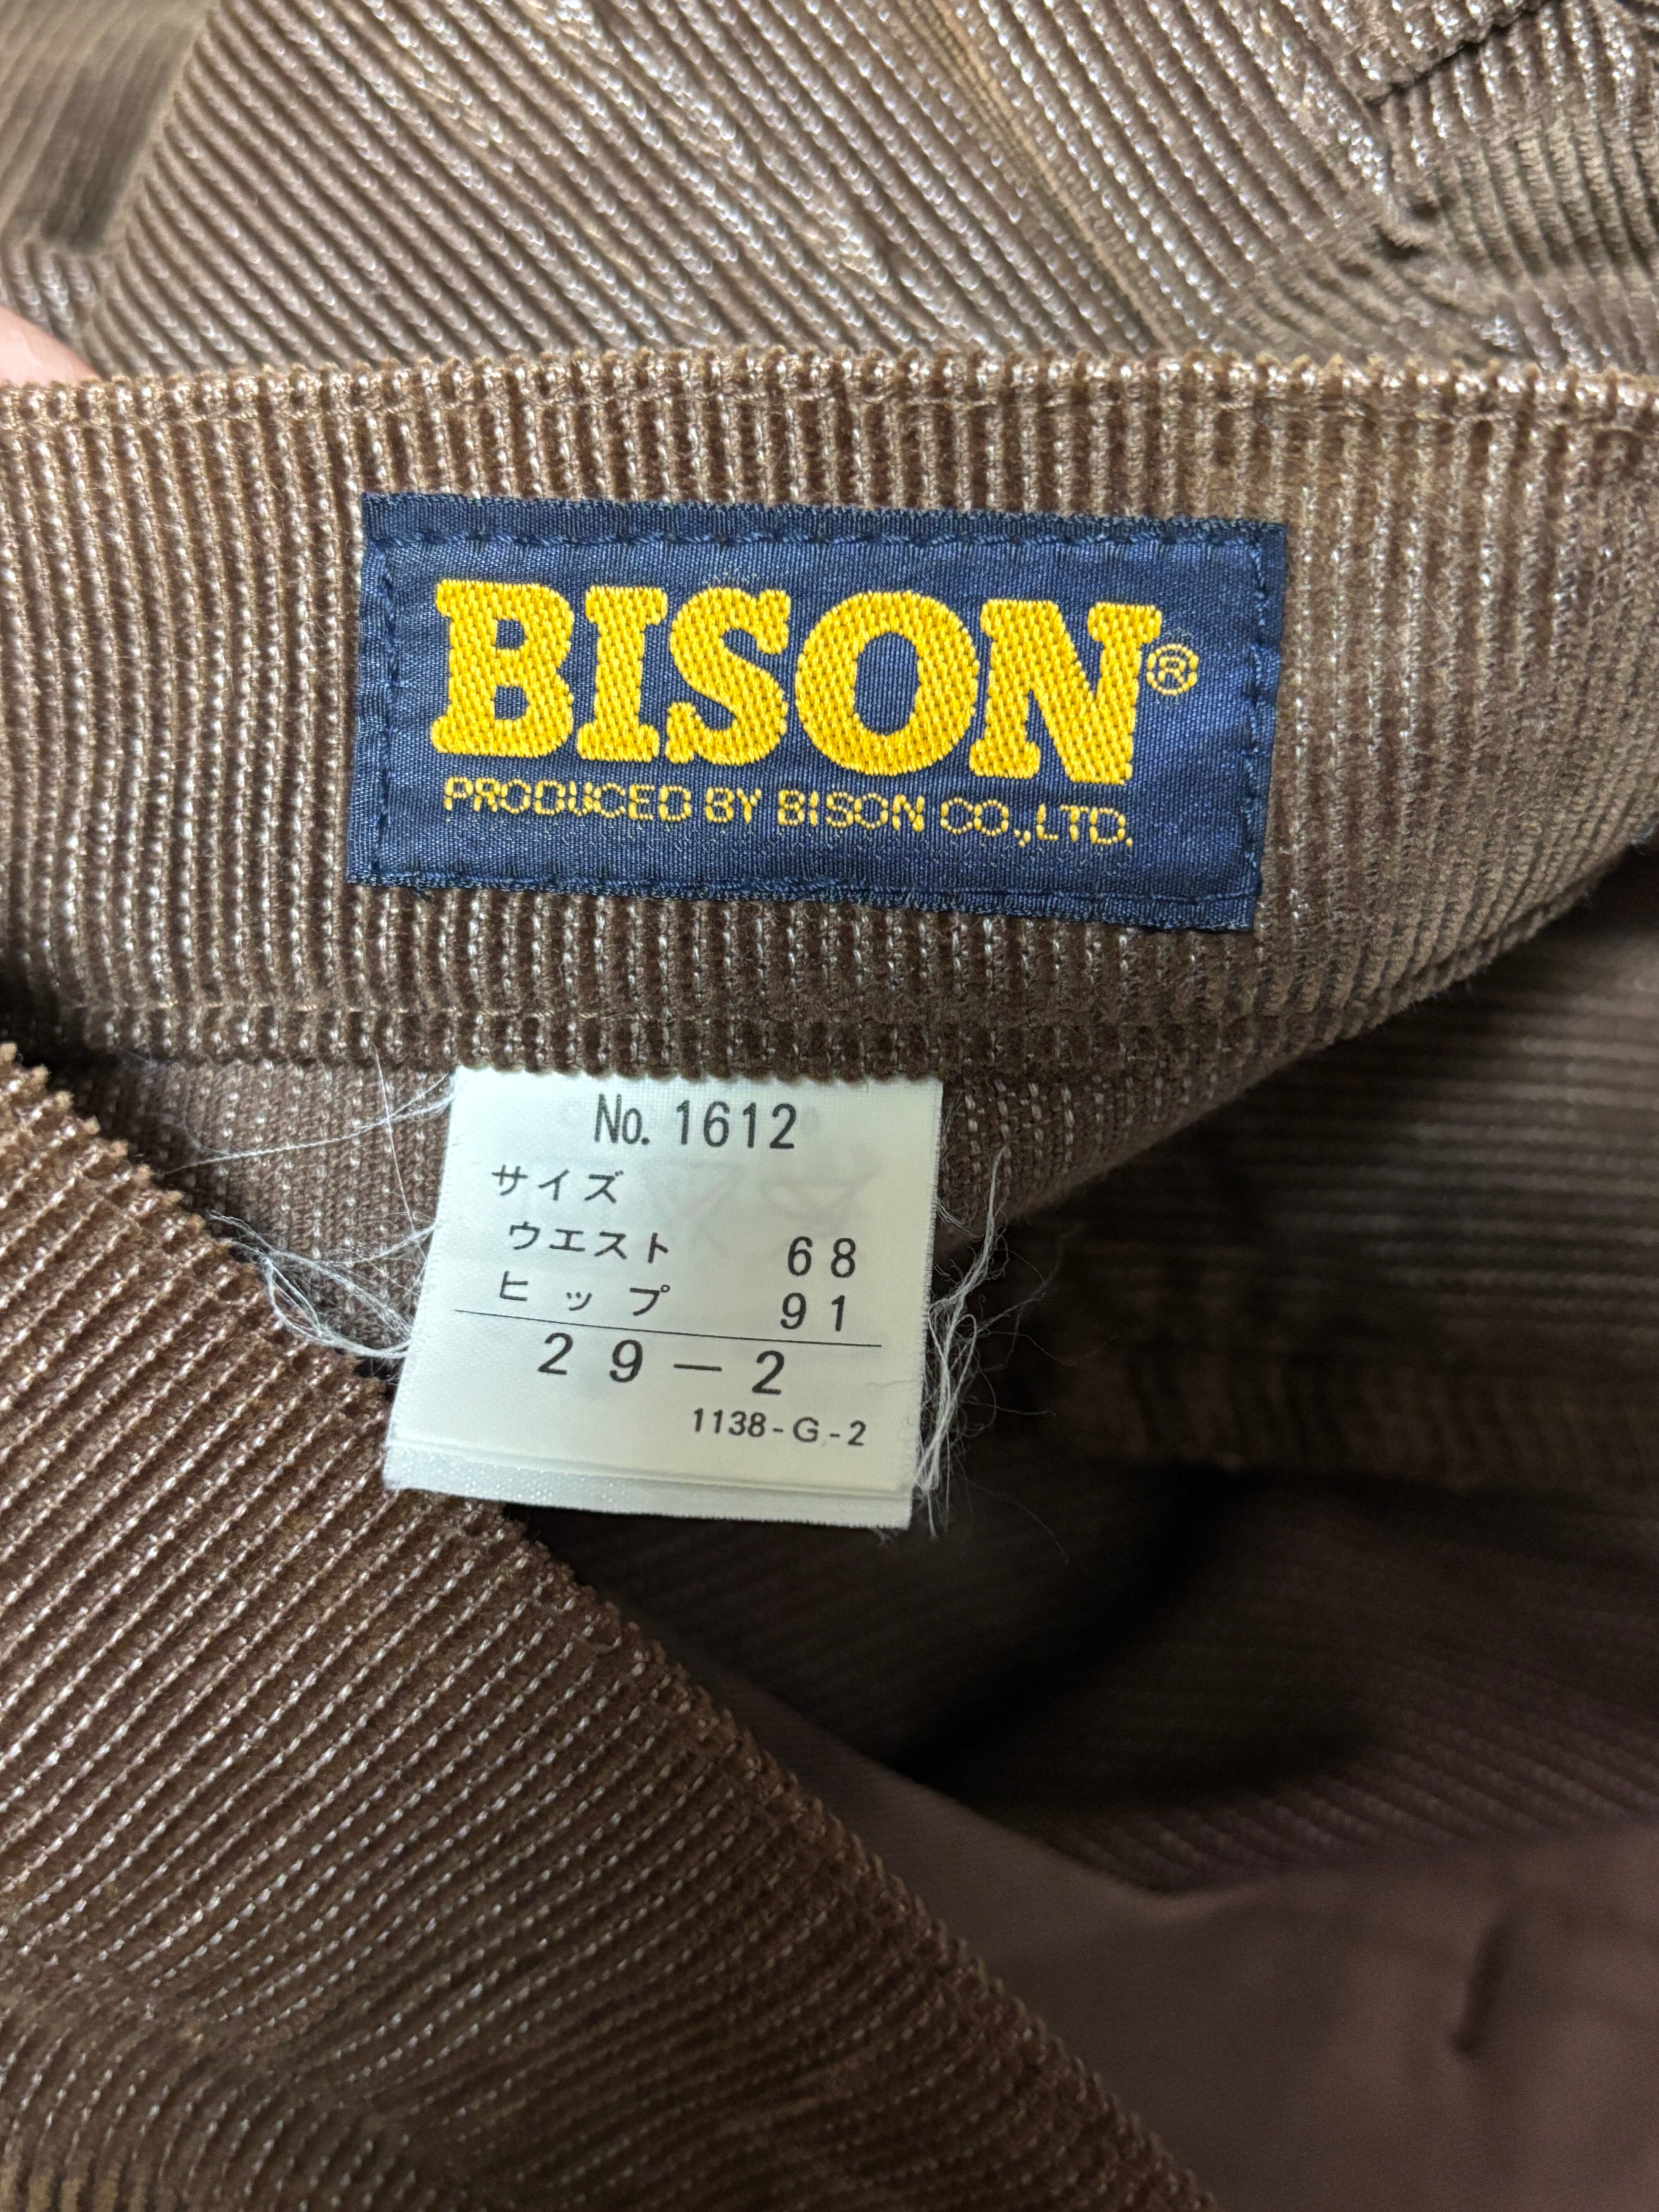 BISON®
PRODUCED BY BISON CO.,LTD.
No. 1612
サイズ
ウエスト 68
ヒップ 91
29-2
1138-G-2